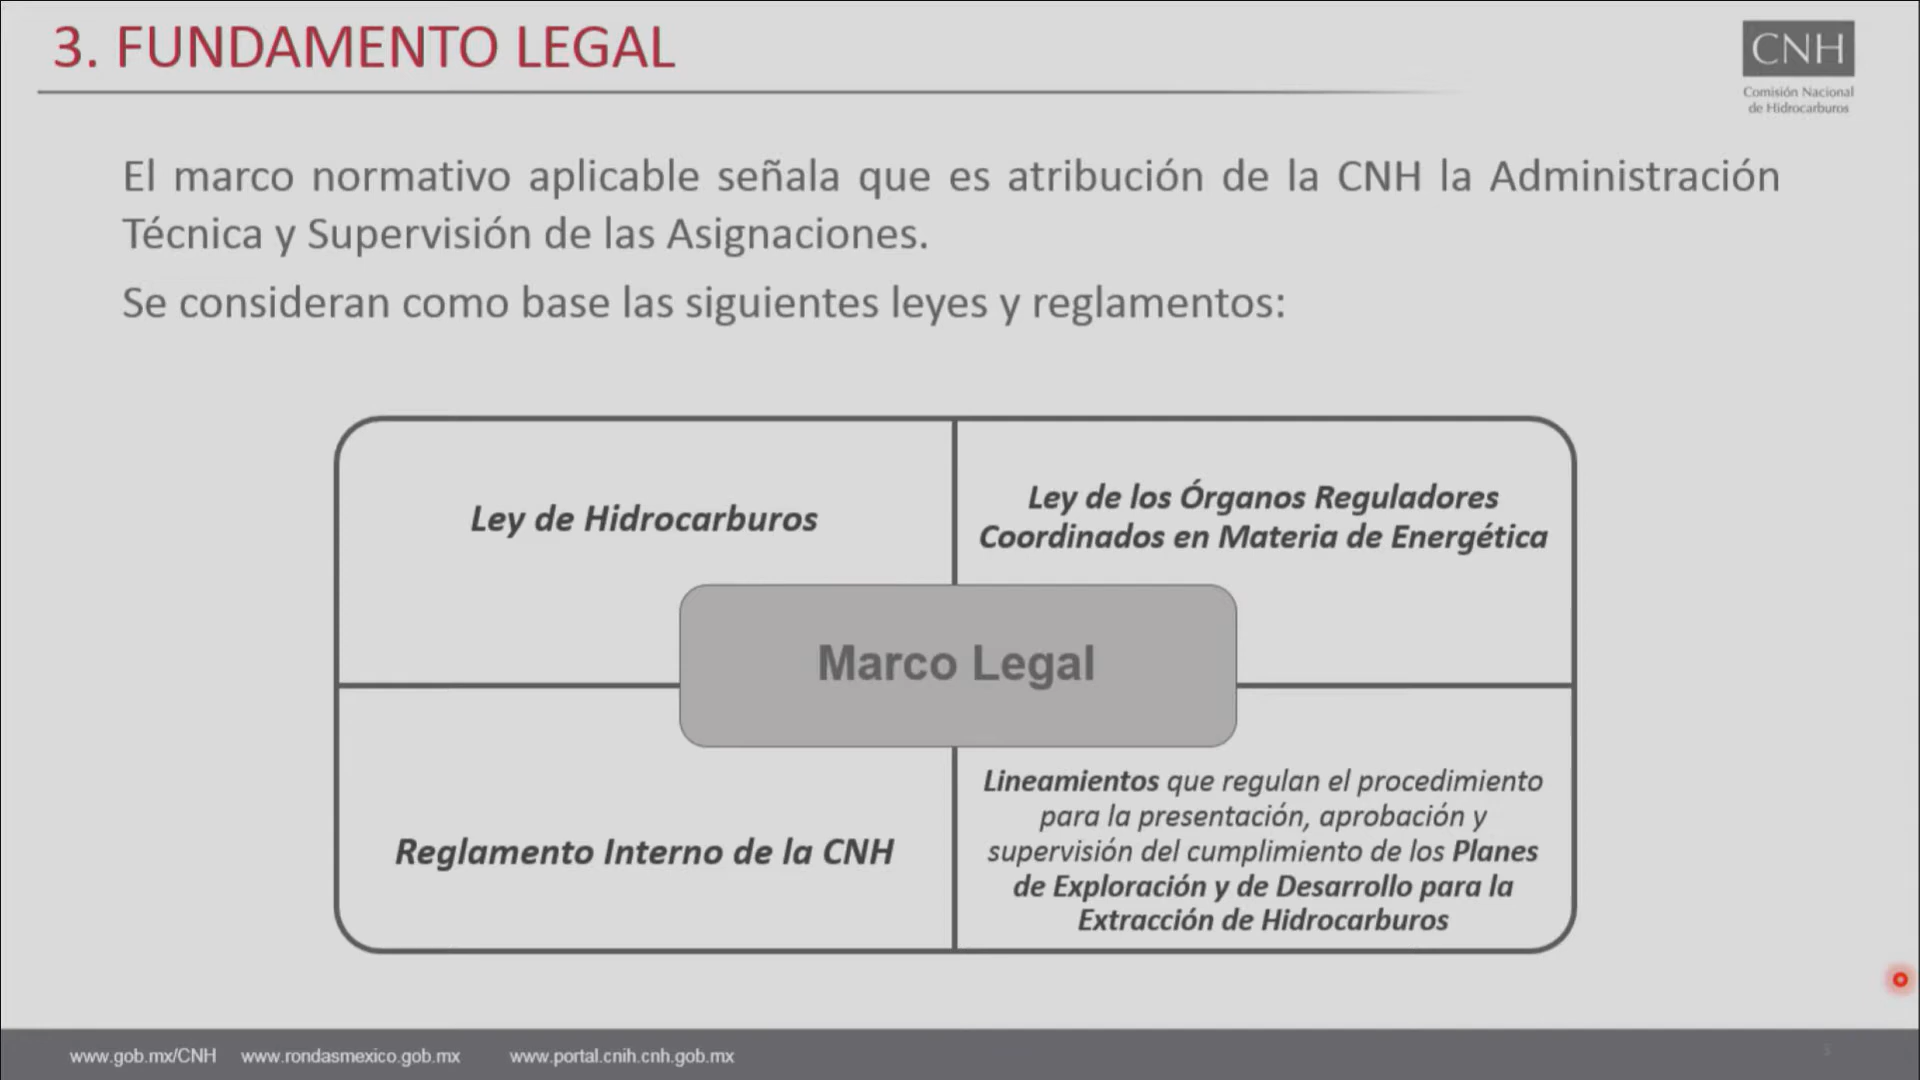 3. FUNDAMENTO LEGAL
CNH
Comisión Nacional
de Hidrocarburos
El marco normativo aplicable señala que es atribución de la CNH la Administración
Técnica y Supervisión de las Asignaciones.
Se consideran como base las siguientes leyes y reglamentos:
Ley de Hidrocarburos
Ley de los Órganos Reguladores
Coordinados en Materia de Energética
Marco Legal
Reglamento Interno de la CNH
Lineamientos que regulan el procedimiento
para la presentación, aprobación y
supervisión del cumplimiento de los Planes
de Exploración y de Desarrollo para la
Extracción de Hidrocarburos
www.gob.mx/CNH www.rondasmexico.gob.mx www.portal.cnih.cnh.gob.mx
5